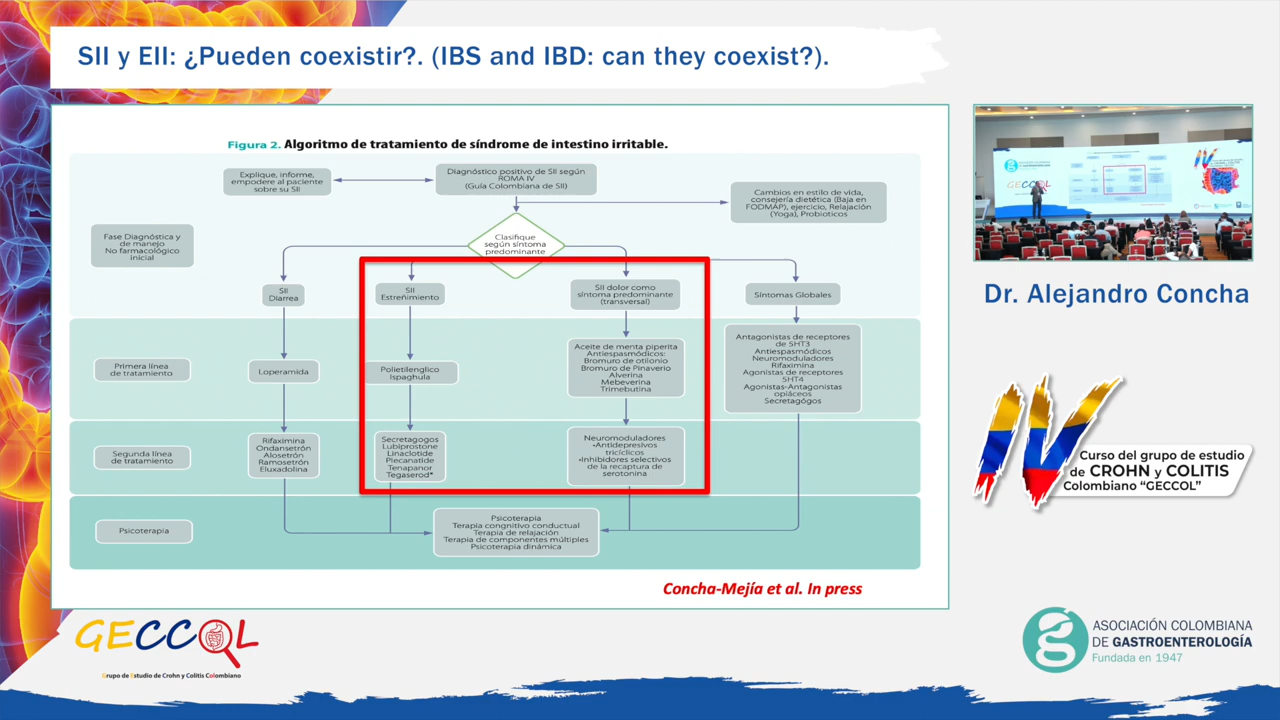 SII y EII: ¿Pueden coexistir?. (IBS and IBD: can they coexist?).
Figura 2. Algoritmo de tratamiento de síndrome de intestino irritable.
Explique, informe,
empodere al paciente
sobre su SII
Diagnóstico positivo de SII según
ROMA IV
(Guía Colombiana de SII)
Cambios en estilo de vida,
consejería dietética (Baja en
FODMAP), ejercicio, Relajación
(Yoga), Probioticos
Fase Diagnóstica y
de manejo
No farmacológico
inicial
Clasifique
según síntoma
predominante
SII
Diarrea
SII
Estreñimiento
SII dolor como
síntoma predominante
(transversal)
Síntomas Globales
Primera línea
de tratamiento
Loperamida
Polietilenglico
Ispaghula
Aceite de menta piperita
Antiespasmódicos:
Bromuro de otilonio
Bromuro de Pinaverio
Alverina
Mebeverina
Trimebutina
Antagonistas de receptores
de 5HT3
Antiespasmódicos
Neuromoduladores
Rifaximina
Agonistas de receptores
5HT4
Agonistas-Antagonistas
opiáceos
Secretagógos
Segunda línea
de tratamiento
Rifaximina
Ondansetrón
Alosetrón
Ramosetrón
Eluxadolina
Secretagogos
Lubiprostone
Linaclotide
Plecanatide
Tenapanor
Tegaserod*
Neuromoduladores
•Antidepresivos
tricíclicos
•Inhibidores selectivos
de la recaptura de
serotonina
Psicoterapia
Psicoterapia
Terapia congnitivo conductual
Terapia de relajación
Terapia de componentes múltiples
Psicoterapia dinámica
Concha-Mejía et al. In press
Dr. Alejandro Concha
IV
Curso del grupo de estudio
de CROHN y COLITIS
Colombiano “GECCOL”
GECCOL
Grupo de Estudio de Crohn y Colitis Colombiano
ASOCIACIÓN COLOMBIANA
DE GASTROENTEROLOGÍA
Fundada en 1947